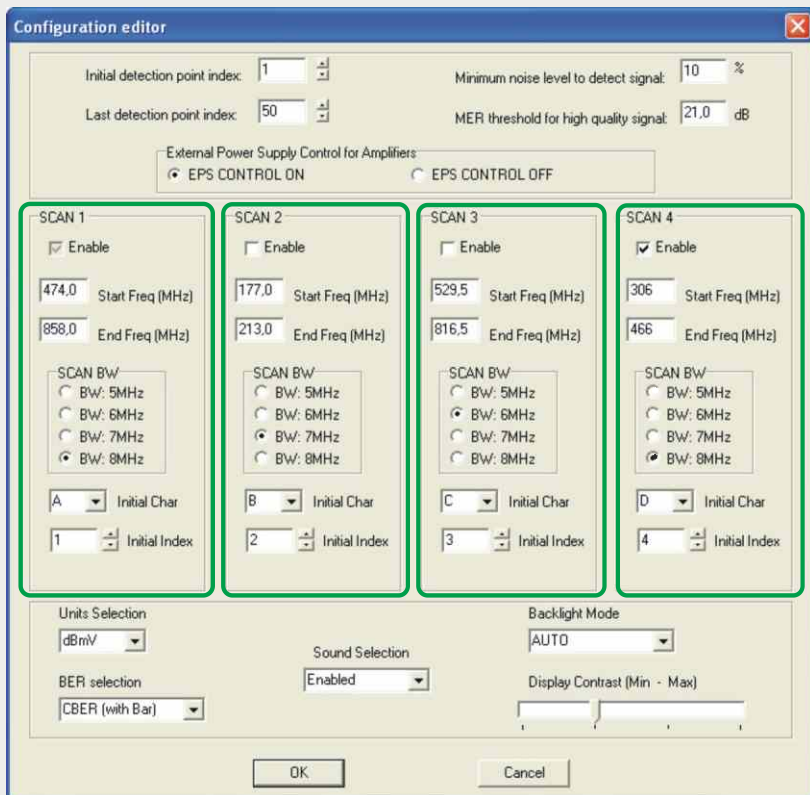 Configuration editor
Initial detection point index: 1
Minimum noise level to detect signal: 10 %
Last detection point index: 50
MER threshold for high quality signal: 21,0 dB
External Power Supply Control for Amplifiers
EPS CONTROL ON EPS CONTROL OFF
SCAN 1
Enable
474,0 Start Freq (MHz)
858,0 End Freq (MHz)
SCAN BW
BW: 5MHz
BW: 6MHz
BW: 7MHz
BW: 8MHz
A Initial Char
1 Initial Index
SCAN 2
Enable
177,0 Start Freq (MHz)
213,0 End Freq (MHz)
SCAN BW
BW: 5MHz
BW: 6MHz
BW: 7MHz
BW: 8MHz
B Initial Char
2 Initial Index
SCAN 3
Enable
529,5 Start Freq (MHz)
816,5 End Freq (MHz)
SCAN BW
BW: 5MHz
BW: 6MHz
BW: 7MHz
BW: 8MHz
C Initial Char
3 Initial Index
SCAN 4
Enable
306 Start Freq (MHz)
466 End Freq (MHz)
SCAN BW
BW: 5MHz
BW: 6MHz
BW: 7MHz
BW: 8MHz
D Initial Char
4 Initial Index
Units Selection
dBmV
BER selection
CBER (with Bar)
Sound Selection
Enabled
Backlight Mode
AUTO
Display Contrast (Min - Max)
OK
Cancel